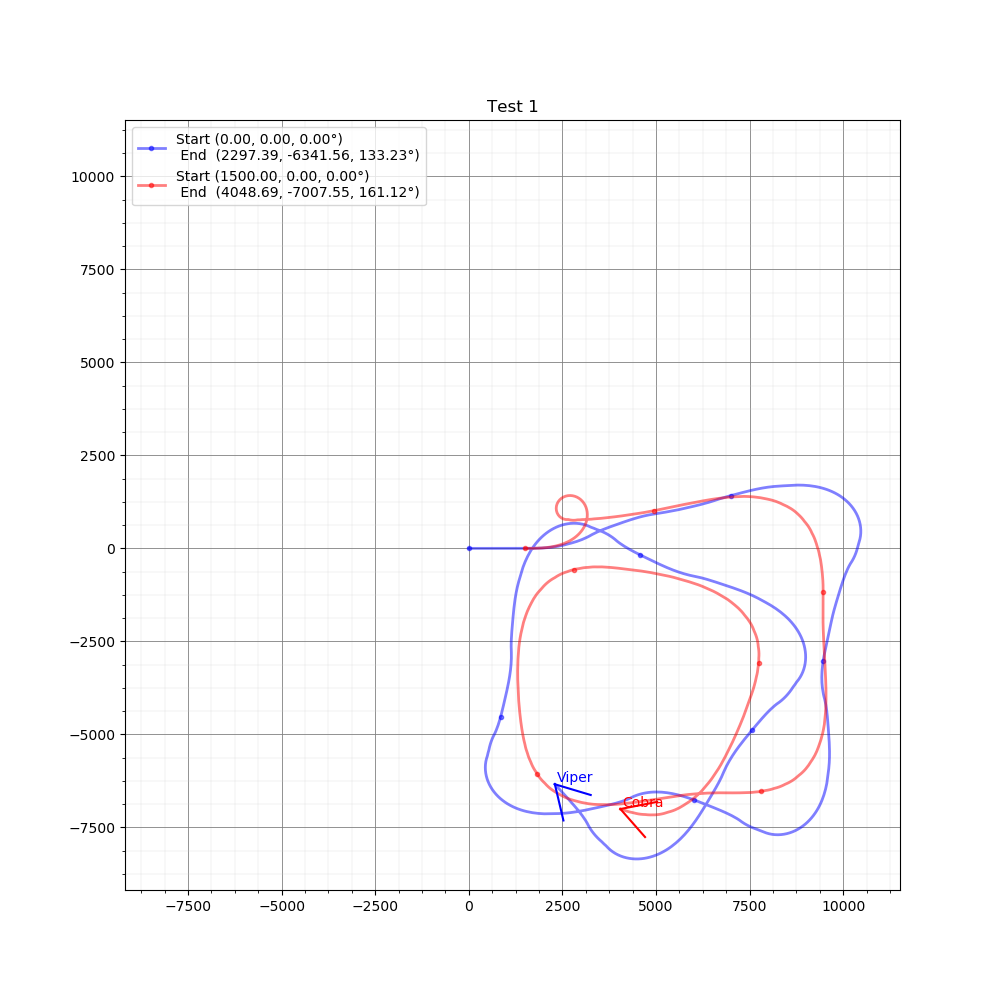 Test 1
Start (0.00, 0.00, 0.00°)
End  (2297.39, -6341.56, 133.23°)
Start (1500.00, 0.00, 0.00°)
End  (4048.69, -7007.55, 161.12°)
10000
7500
5000
2500
0
−2500
−5000
−7500
Viper
Cobra
−7500
−5000
−2500
0
2500
5000
7500
10000